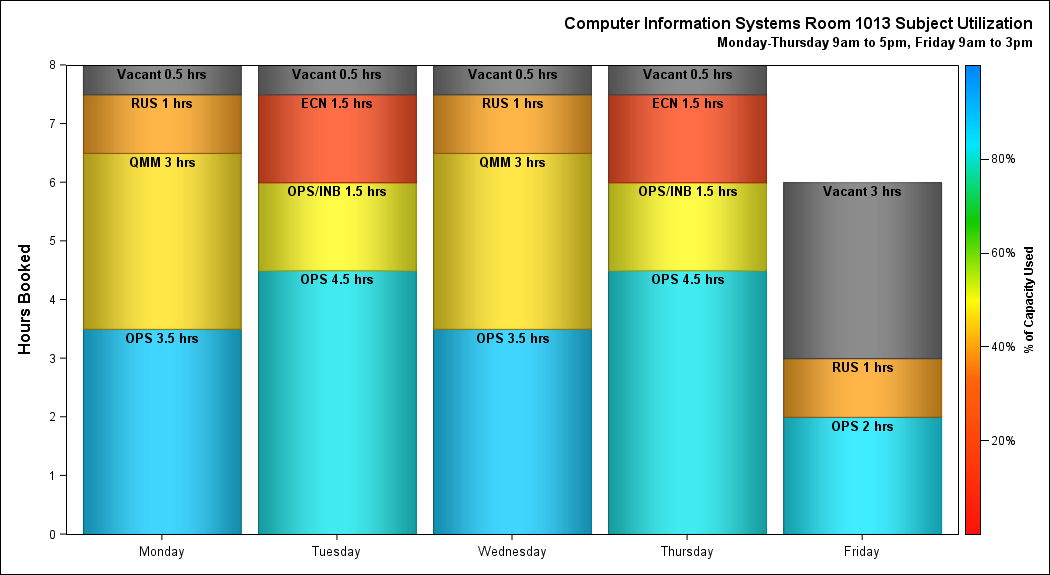 Computer Information Systems Room 1013 Subject Utilization
Monday-Thursday 9am to 5pm, Friday 9am to 3pm
Hours Booked
8
7
6
5
4
3
2
1
0
Vacant 0.5 hrs
RUS 1 hrs
QMM 3 hrs
OPS 3.5 hrs
Monday
Vacant 0.5 hrs
ECN 1.5 hrs
OPS/INB 1.5 hrs
OPS 4.5 hrs
Tuesday
Vacant 0.5 hrs
RUS 1 hrs
QMM 3 hrs
OPS 3.5 hrs
Wednesday
Vacant 0.5 hrs
ECN 1.5 hrs
OPS/INB 1.5 hrs
OPS 4.5 hrs
Thursday
Vacant 3 hrs
RUS 1 hrs
OPS 2 hrs
Friday
80%
60%
40%
20%
% of Capacity Used